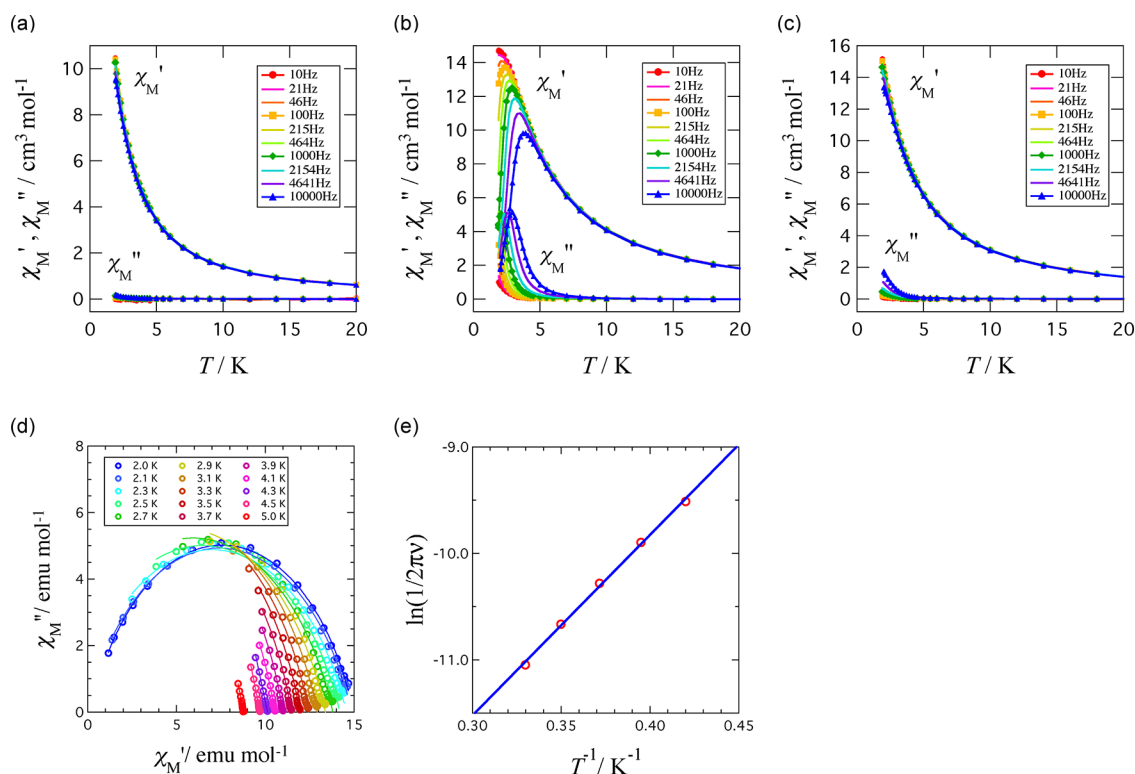 (a)
χM'
10Hz
21Hz
46Hz
100Hz
215Hz
464Hz
1000Hz
2154Hz
4641Hz
10000Hz
χM''
χM', χM'' / cm³ mol⁻¹
10
8
6
4
2
0
0 5 10 15 20
T / K
(b)
χM'
10Hz
21Hz
46Hz
100Hz
215Hz
464Hz
1000Hz
2154Hz
4641Hz
10000Hz
χM''
χM', χM'' / cm³ mol⁻¹
14
12
10
8
6
4
2
0
0 5 10 15 20
T / K
(c)
χM'
10Hz
21Hz
46Hz
100Hz
215Hz
464Hz
1000Hz
2154Hz
4641Hz
10000Hz
χM''
χM', χM'' / cm³ mol⁻¹
16
14
12
10
8
6
4
2
0
0 5 10 15 20
T / K
(d)
2.0 K 2.9 K 3.9 K
2.1 K 3.1 K 4.1 K
2.3 K 3.3 K 4.3 K
2.5 K 3.5 K 4.5 K
2.7 K 3.7 K 5.0 K
χM''/ emu mol⁻¹
8
6
4
2
0
0 5 10 15
χM'/ emu mol⁻¹
(e)
ln(1/2πν)
-9.0
-10.0
-11.0
0.30 0.35 0.40 0.45
T⁻¹/ K⁻¹